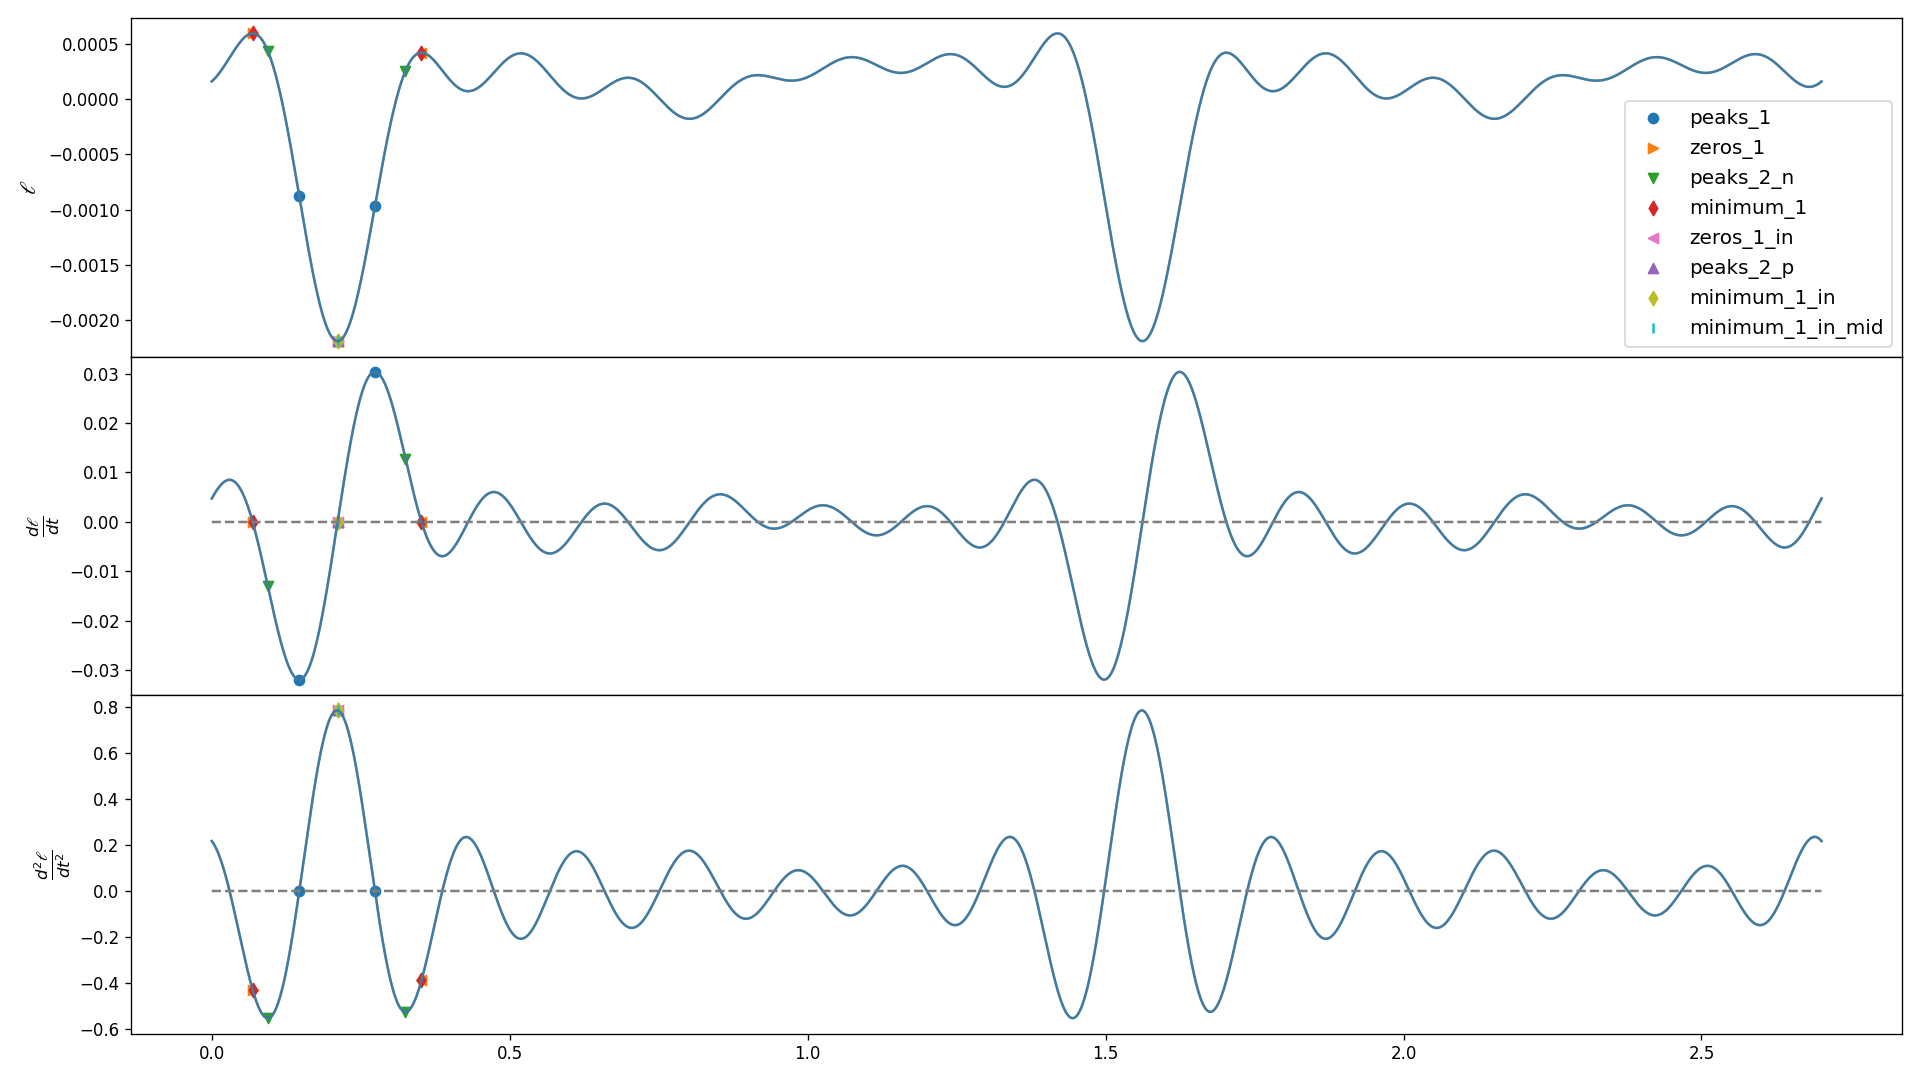 0.0005
0.0000
−0.0005
−0.0010
−0.0015
−0.0020
ℓ
peaks_1
zeros_1
peaks_2_n
minimum_1
zeros_1_in
peaks_2_p
minimum_1_in
minimum_1_in_mid
0.03
0.02
0.01
0.00
−0.01
−0.02
−0.03
dℓ
dt
0.8
0.6
0.4
0.2
0.0
−0.2
−0.4
−0.6
d²ℓ
dt²
0.0 0.5 1.0 1.5 2.0 2.5